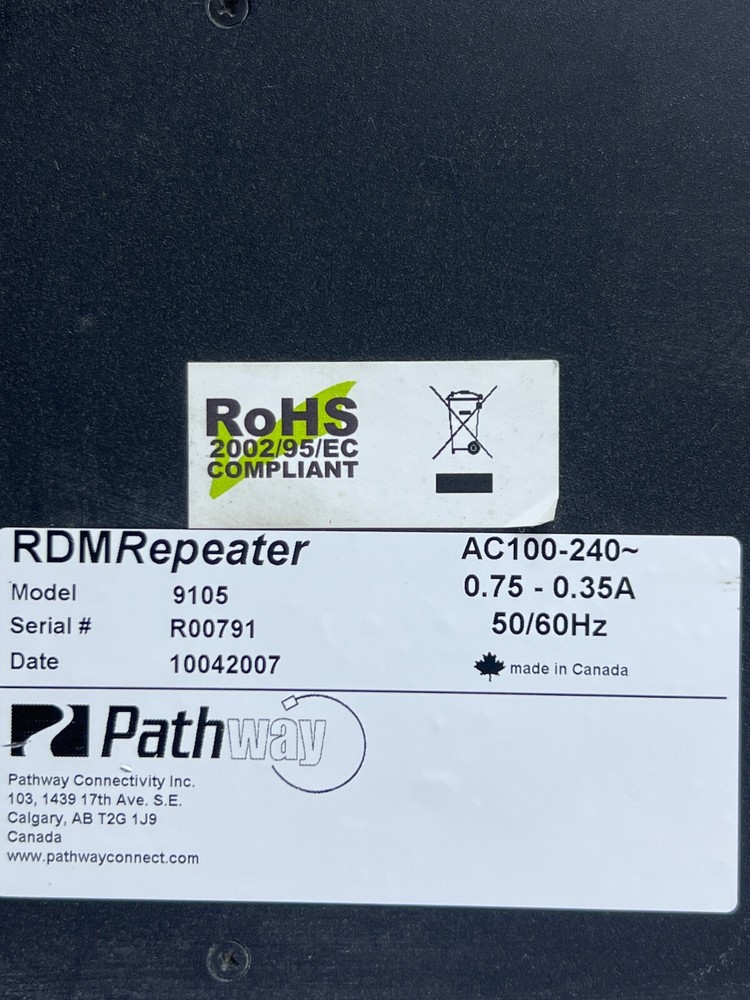 RoHS
2002/95/EC
COMPLIANT
RDMRepeater
AC100-240~
Model 9105
0.75 - 0.35A
Serial # R00791
50/60Hz
Date 10042007
made in Canada
Pathway
Pathway Connectivity Inc.
103, 1439 17th Ave. S.E.
Calgary, AB T2G 1J9
Canada
www.pathwayconnect.com